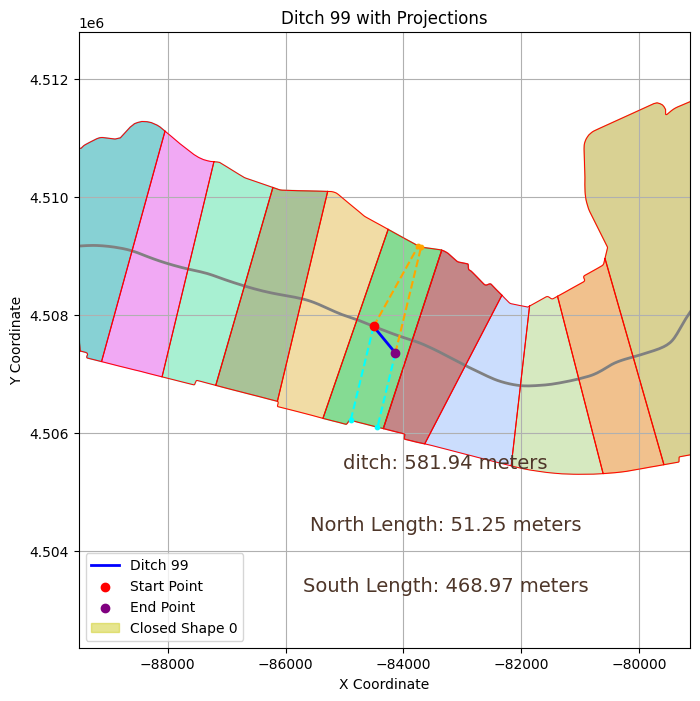 Ditch 99 with Projections
1e6
4.512
4.510
4.508
4.506
4.504
Y Coordinate
ditch: 581.94 meters
North Length: 51.25 meters
South Length: 468.97 meters
Ditch 99
Start Point
End Point
Closed Shape 0
−88000
−86000
−84000
−82000
−80000
X Coordinate